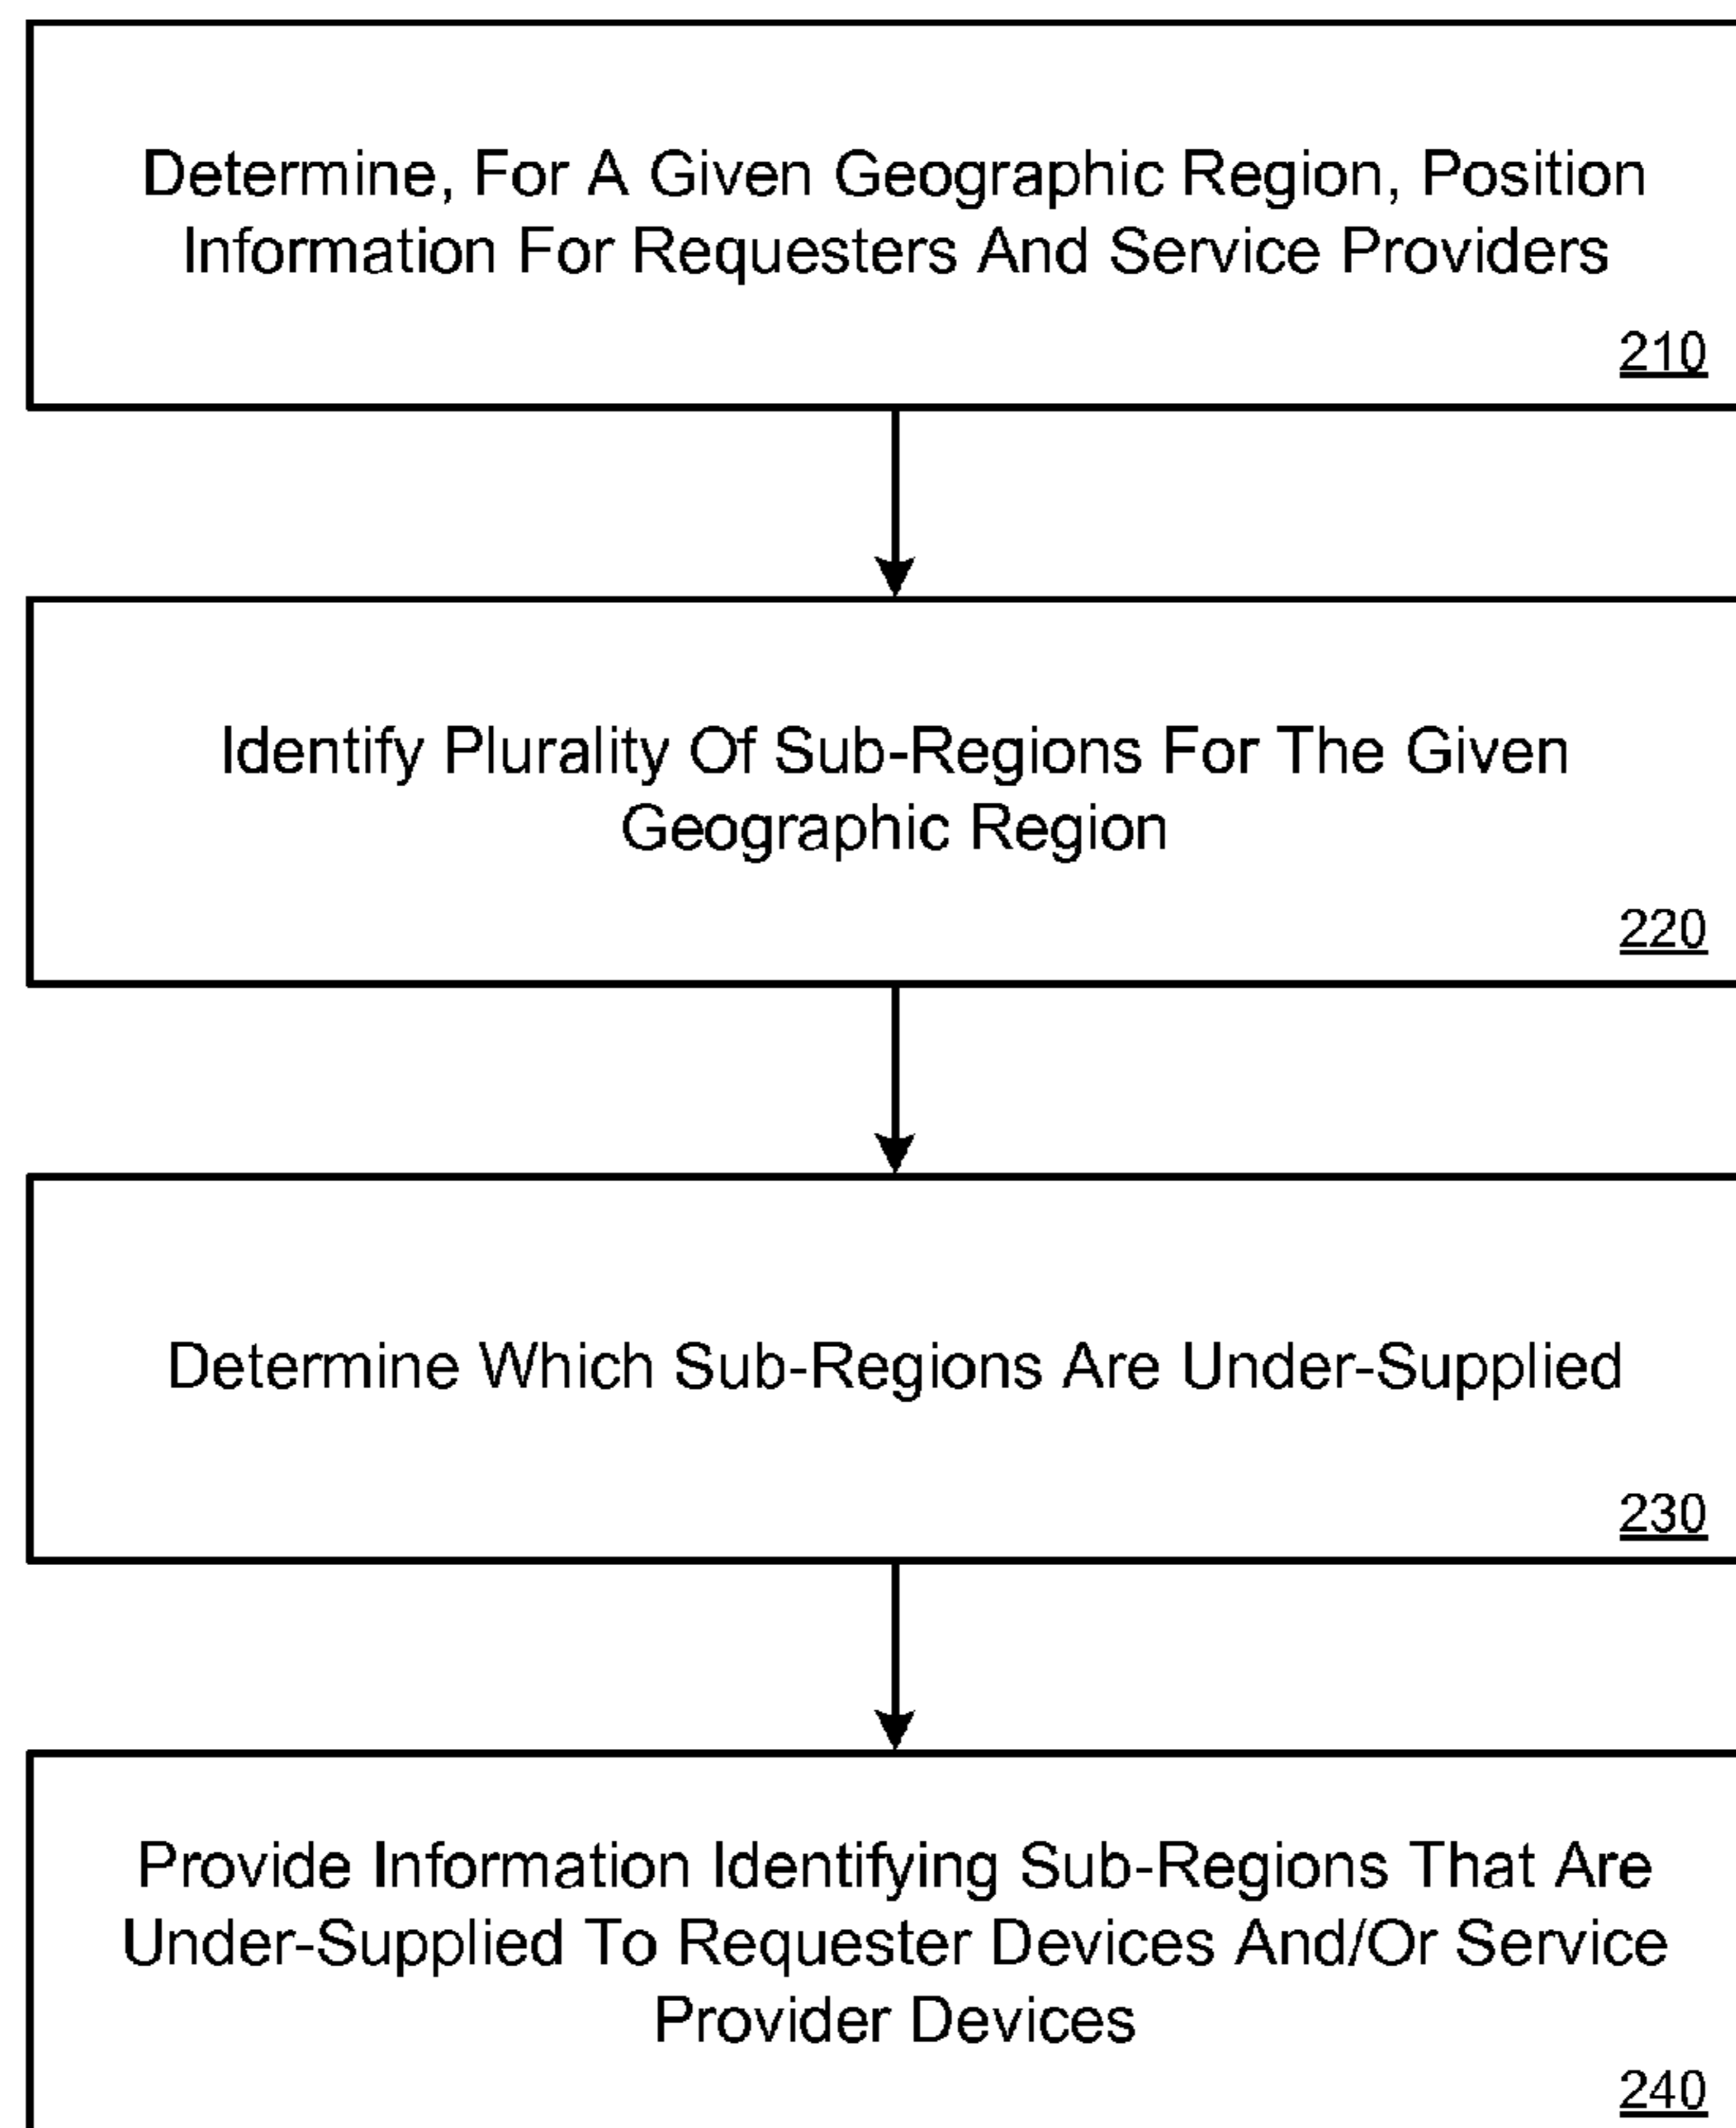 Determine, For A Given Geographic Region, Position
Information For Requesters And Service Providers
210
Identify Plurality Of Sub-Regions For The Given
Geographic Region
220
Determine Which Sub-Regions Are Under-Supplied
230
Provide Information Identifying Sub-Regions That Are
Under-Supplied To Requester Devices And/Or Service
Provider Devices
240